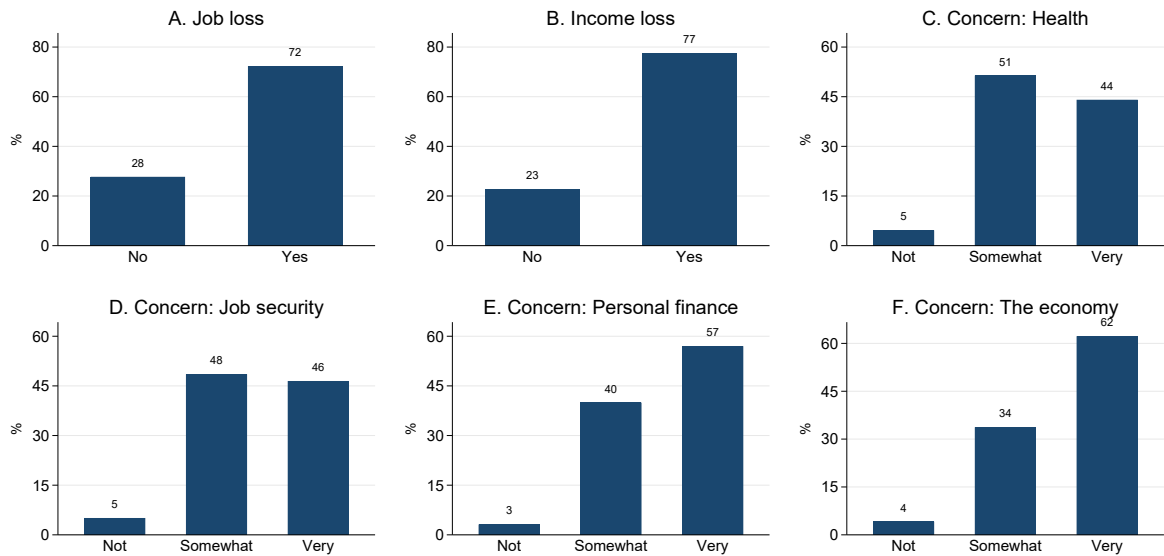 A. Job loss
80
60
40
20
0
%
28
72
No
Yes
B. Income loss
80
60
40
20
0
%
23
77
No
Yes
C. Concern: Health
60
45
30
15
0
%
5
51
44
Not
Somewhat
Very
D. Concern: Job security
60
45
30
15
0
%
5
48
46
Not
Somewhat
Very
E. Concern: Personal finance
60
45
30
15
0
%
3
40
57
Not
Somewhat
Very
F. Concern: The economy
60
45
30
15
0
%
4
34
62
Not
Somewhat
Very